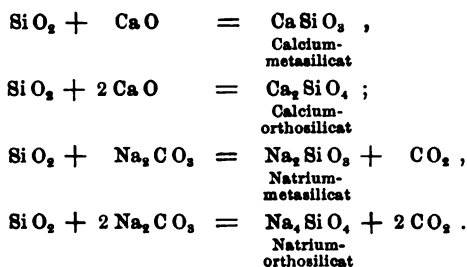 SiO₂ + CaO = CaSiO₃ ,
Calcium-
metasilicat
SiO₂ + 2 CaO = Ca₂SiO₄ ;
Calcium-
orthosilicat
SiO₂ + Na₂CO₃ = Na₂SiO₃ + CO₂ ,
Natrium-
metasilicat
SiO₂ + 2 Na₂CO₃ = Na₄SiO₄ + 2 CO₂ .
Natrium-
orthosilicat